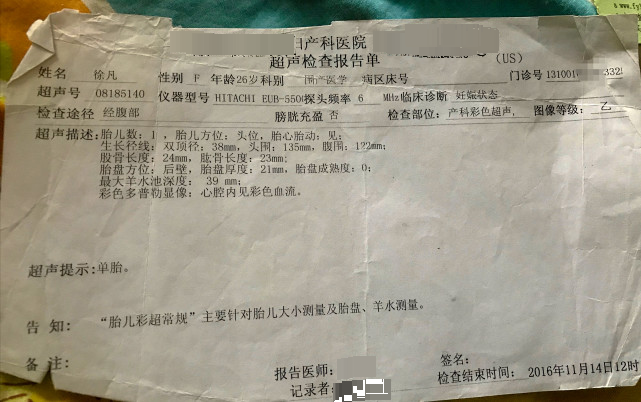 妇产科医院
超声检查报告单 (US)
姓名 徐凡 性别 F 年龄26岁科别 围产医学 病区床号 门诊号 13100 332
超声号 08185140 仪器型号 HITACHI EUB-550 探头频率 6 MHz 临床诊断 妊娠状态
检查途径 经腹部 膀胱充盈 否 检查部位: 产科彩色超声, 图像等级: 乙
超声描述: 胎儿数: 1 , 胎儿方位: 头位, 胎心胎动: 见;
生长径线: 双顶径: 38mm, 头围: 135mm, 腹围: 122mm;
股骨长度: 24mm, 肱骨长度: 23mm;
胎盘方位: 后壁, 胎盘厚度: 21mm, 胎盘成熟度: 0;
最大羊水池深度: 39 mm;
彩色多普勒显像: 心腔内见彩色血流。
超声提示: 单胎。
告 知: “胎儿彩超常规”主要针对胎儿大小测量及胎盘、羊水测量。
备 注:
报告医师: 签名:
记录者: 检查结束时间: 2016年11月14日12时